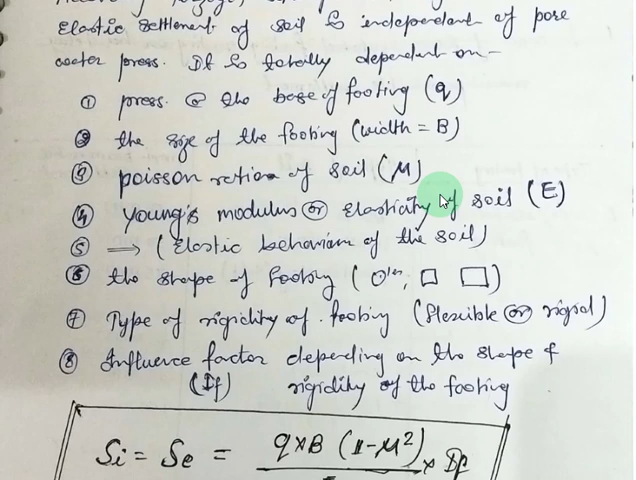 Elastic settlement of soil is independent of pore
water press. It is totally dependent on-
① press. @ the base of footing (q)
② the size of the footing (width = B)
③ poisson ration of soil (μ)
④ young's modulus or Elasticity of soil (E)
⑤ ⟹ (Elastic behaviour of the soil)
⑥ the shape of footing (
⑦ Type of rigidity of footing (flexible or rigid)
⑧ Influence factor depending on the shape &
(If) rigidity of the footing
Si = Se = q×B (1-μ²) × If